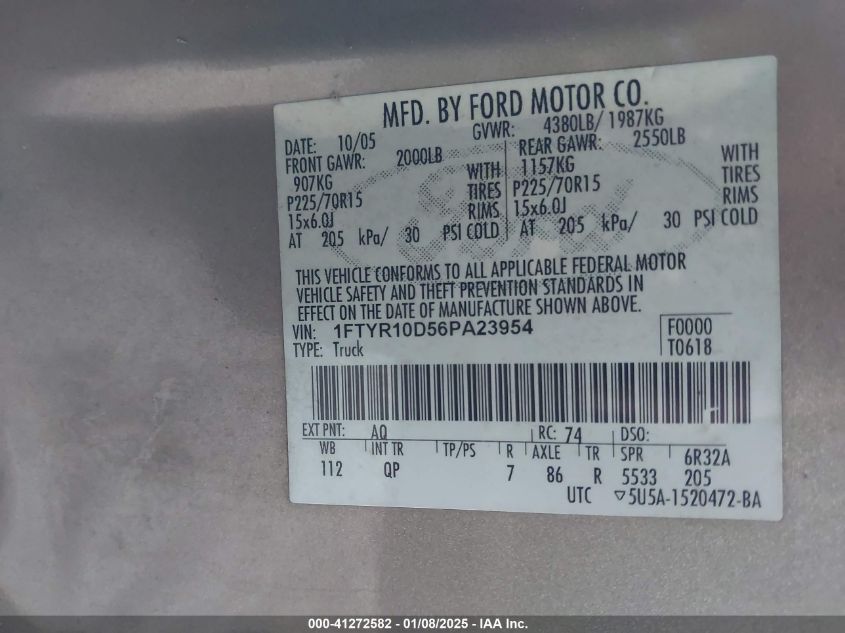 MFD. BY FORD MOTOR CO.
DATE: 10/05 GVWR: 4380LB/ 1987KG
FRONT GAWR: 2000LB REAR GAWR: 2550LB
907KG WITH 1157KG WITH
P225/70R15 TIRES P225/70R15 TIRES
15x6.0J RIMS 15x6.0J RIMS
AT 205 kPa/ 30 PSI COLD AT 205 kPa/ 30 PSI COLD
Ford
THIS VEHICLE CONFORMS TO ALL APPLICABLE FEDERAL MOTOR
VEHICLE SAFETY AND THEFT PREVENTION STANDARDS IN
EFFECT ON THE DATE OF MANUFACTURE SHOWN ABOVE.
VIN: 1FTYR10D56PA23954 F0000
TYPE: Truck T0618
EXT PNT: AQ RC: 74 DSO:
WB INT TR TP/PS R AXLE TR SPR 6R32A
112 QP 7 86 R 5533 205
UTC ▽5U5A-1520472-BA
000-41272582 - 01/08/2025 - IAA Inc.